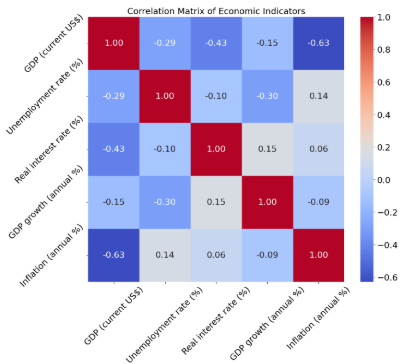 Correlation Matrix of Economic Indicators
GDP (current US$) 1.00 -0.29 -0.43 -0.15 -0.63
Unemployment rate (%) -0.29 1.00 -0.10 -0.30 0.14
Real interest rate (%) -0.43 -0.10 1.00 0.15 0.06
GDP growth (annual %) -0.15 -0.30 0.15 1.00 -0.09
Inflation (annual %) -0.63 0.14 0.06 -0.09 1.00
GDP (current US$)
Unemployment rate (%)
Real interest rate (%)
GDP growth (annual %)
Inflation (annual %)
1.0
0.8
0.6
0.4
0.2
0.0
−0.2
−0.4
−0.6